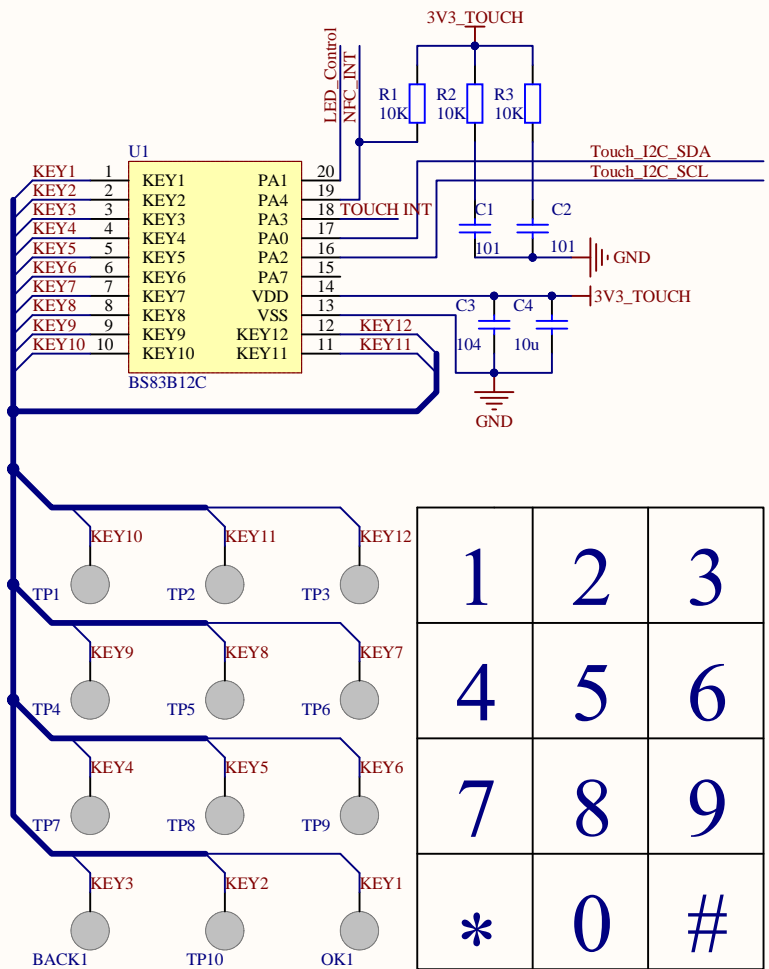 3V3_TOUCH
LED_Control
NFC_INT
R1
10K
R2
10K
R3
10K
U1
Touch_I2C_SDA
Touch_I2C_SCL
KEY1 1 KEY1 PA1 20
KEY2 2 KEY2 PA4 19
KEY3 3 KEY3 PA3 18 TOUCH INT
KEY4 4 KEY4 PA0 17
KEY5 5 KEY5 PA2 16
KEY6 6 KEY6 PA7 15
KEY7 7 KEY7 VDD 14
KEY8 8 KEY8 VSS 13
KEY9 9 KEY9 KEY12 12 KEY12
KEY10 10 KEY10 KEY11 11 KEY11
BS83B12C
C1
101
C2
101
GND
3V3_TOUCH
C3
104
C4
10u
GND
KEY10 KEY11 KEY12
TP1 TP2 TP3
KEY9 KEY8 KEY7
TP4 TP5 TP6
KEY4 KEY5 KEY6
TP7 TP8 TP9
KEY3 KEY2 KEY1
BACK1 TP10 OK1
1 2 3
4 5 6
7 8 9
* 0 #